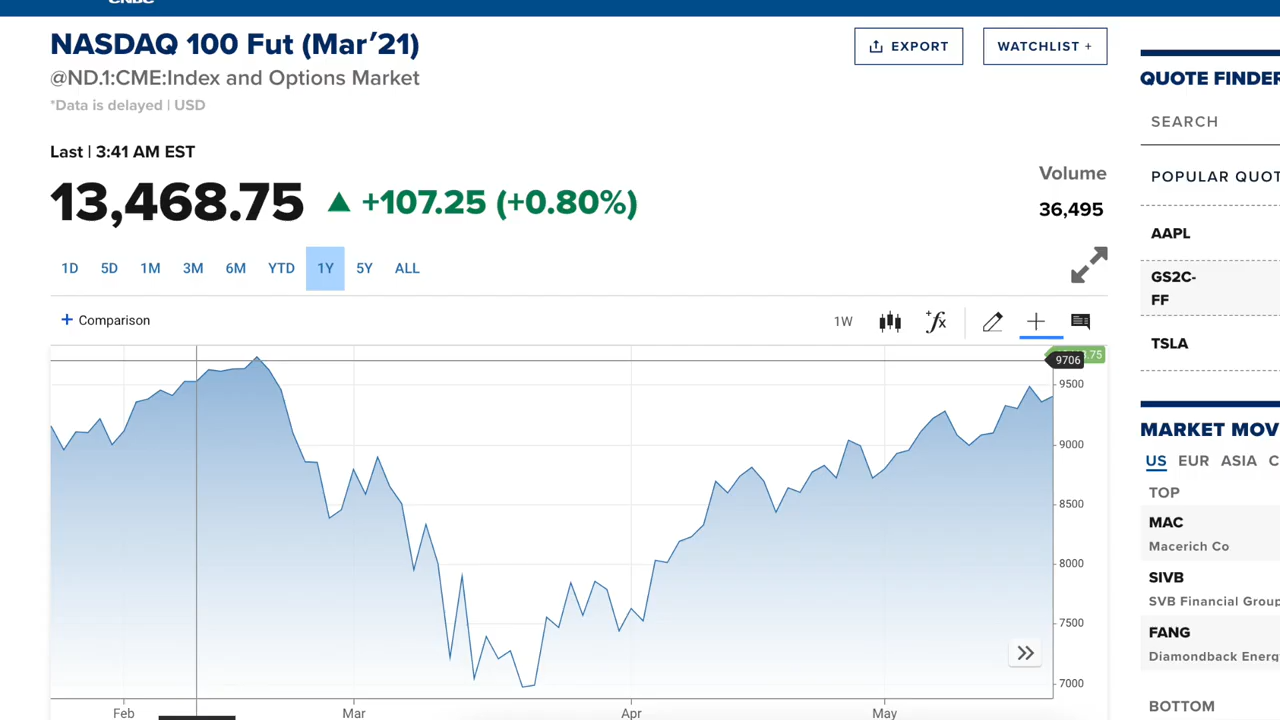 CNBC
NASDAQ 100 Fut (Mar′21)
@ND.1:CME:Index and Options Market
*Data is delayed | USD
EXPORT
WATCHLIST +
Last | 3:41 AM EST
13,468.75 ▲ +107.25 (+0.80%)
Volume
36,495
1D 5D 1M 3M 6M YTD 1Y 5Y ALL
+ Comparison
1W
+fx
.75
9706
9500
9000
8500
8000
7500
7000
Feb Mar Apr May
QUOTE FINDER
SEARCH
POPULAR QUOT
AAPL
GS2C-
FF
TSLA
MARKET MOV
US EUR ASIA C
TOP
MAC
Macerich Co
SIVB
SVB Financial Group
FANG
Diamondback Energy
BOTTOM